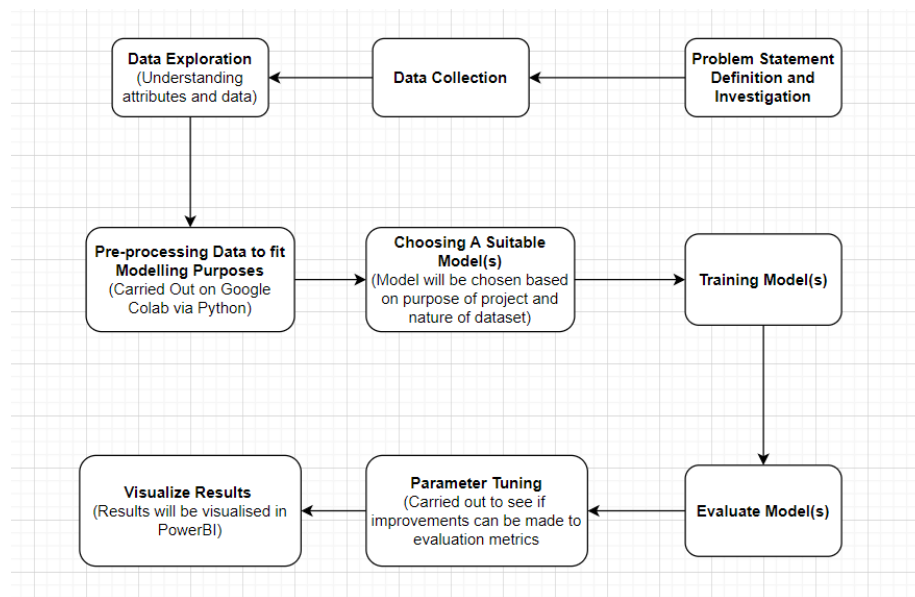 Problem Statement
Definition and
Investigation
Data Collection
Data Exploration
(Understanding
attributes and data)
Pre-processing Data to fit
Modelling Purposes
(Carried Out on Google
Colab via Python)
Choosing A Suitable
Model(s)
(Model will be chosen based
on purpose of project and
nature of dataset)
Training Model(s)
Evaluate Model(s)
Parameter Tuning
(Carried out to see if
improvements can be made to
evaluation metrics
Visualize Results
(Results will be visualised in
PowerBI)